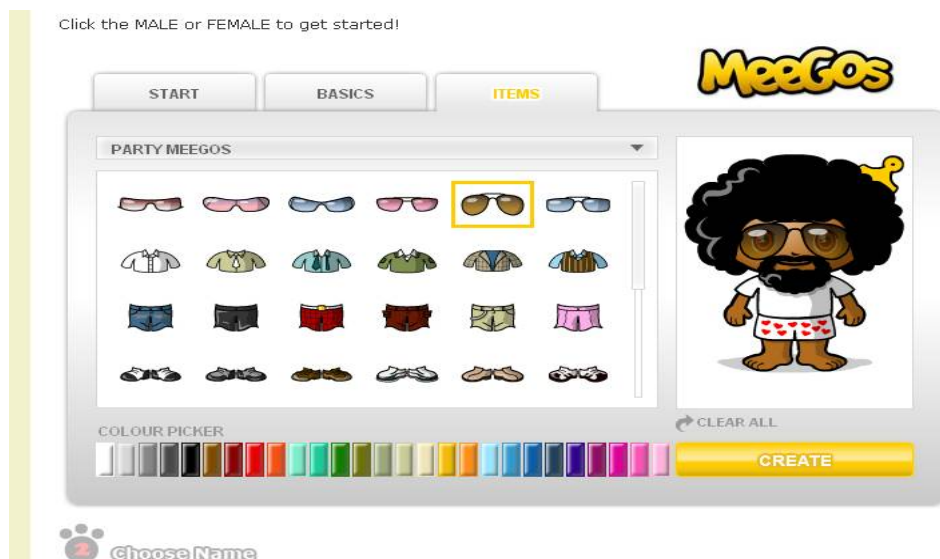 Click the MALE or FEMALE to get started!
MeeGos
START BASICS ITEMS
PARTY MEEGOS
COLOUR PICKER
CLEAR ALL
CREATE
2 Choose Name